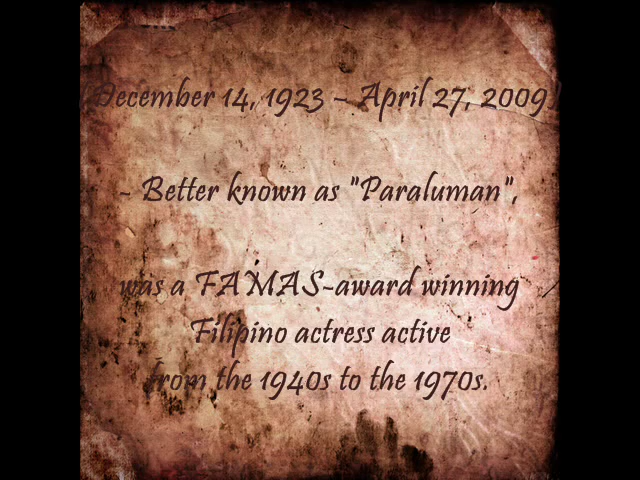 (December 14, 1923 – April 27, 2009)
~ Better known as "Paraluman",
was a FAMAS-award winning
Filipino actress active
from the 1940s to the 1970s.